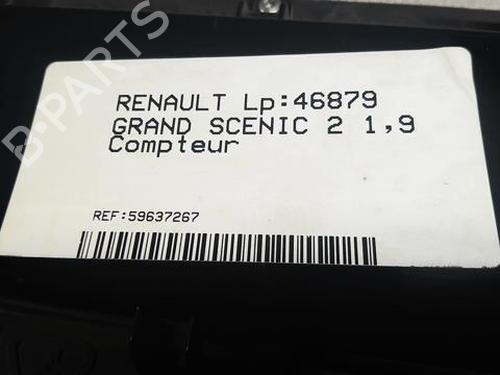 B-PARTS
RENAULT Lp:46879
GRAND SCENIC 2 1,9
Compteur
REF:59637267